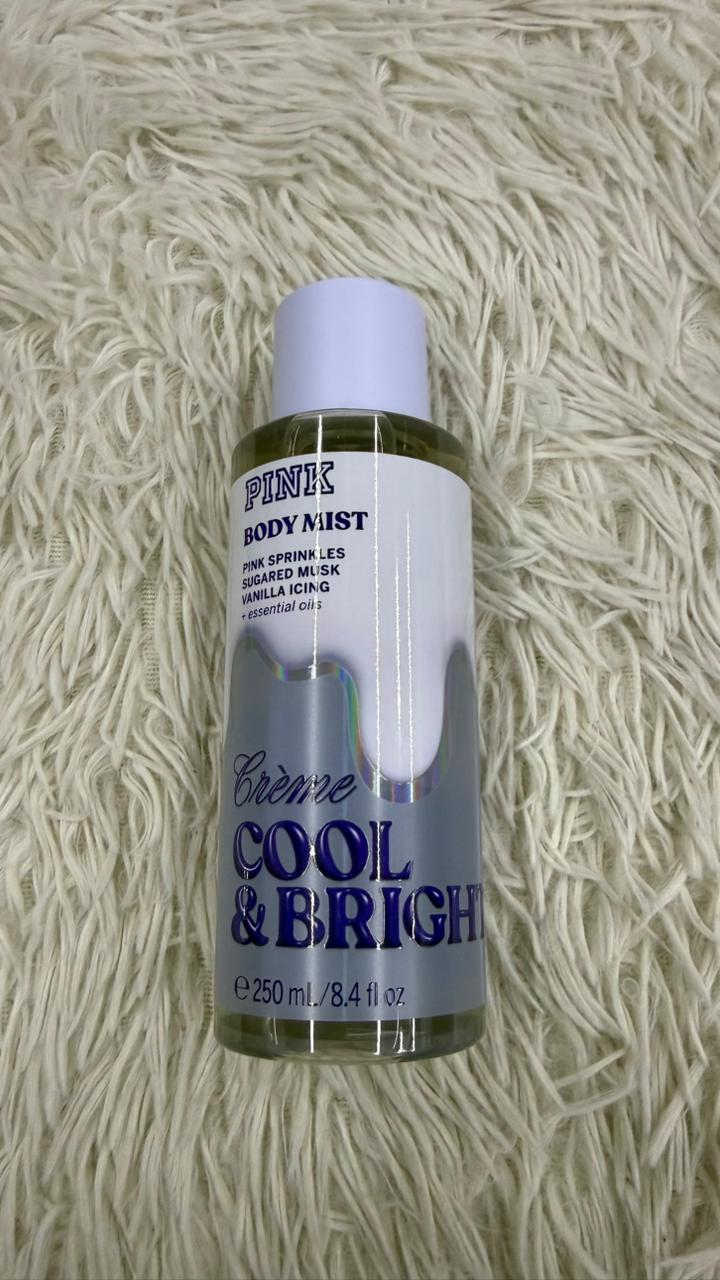 PINK
BODY MIST
PINK SPRINKLES
SUGARED MUSK
VANILLA ICING
+ essential oils
Crème
COOL
& BRIGHT
℮ 250 mL/8.4 fl oz